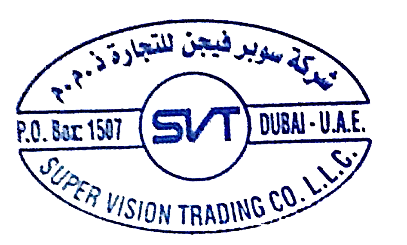 شركة سوبر فيجن للتجارة ذ.م.م
P.O. Box: 1507 SVT DUBAI - U.A.E.
SUPER VISION TRADING CO. L.L.C.